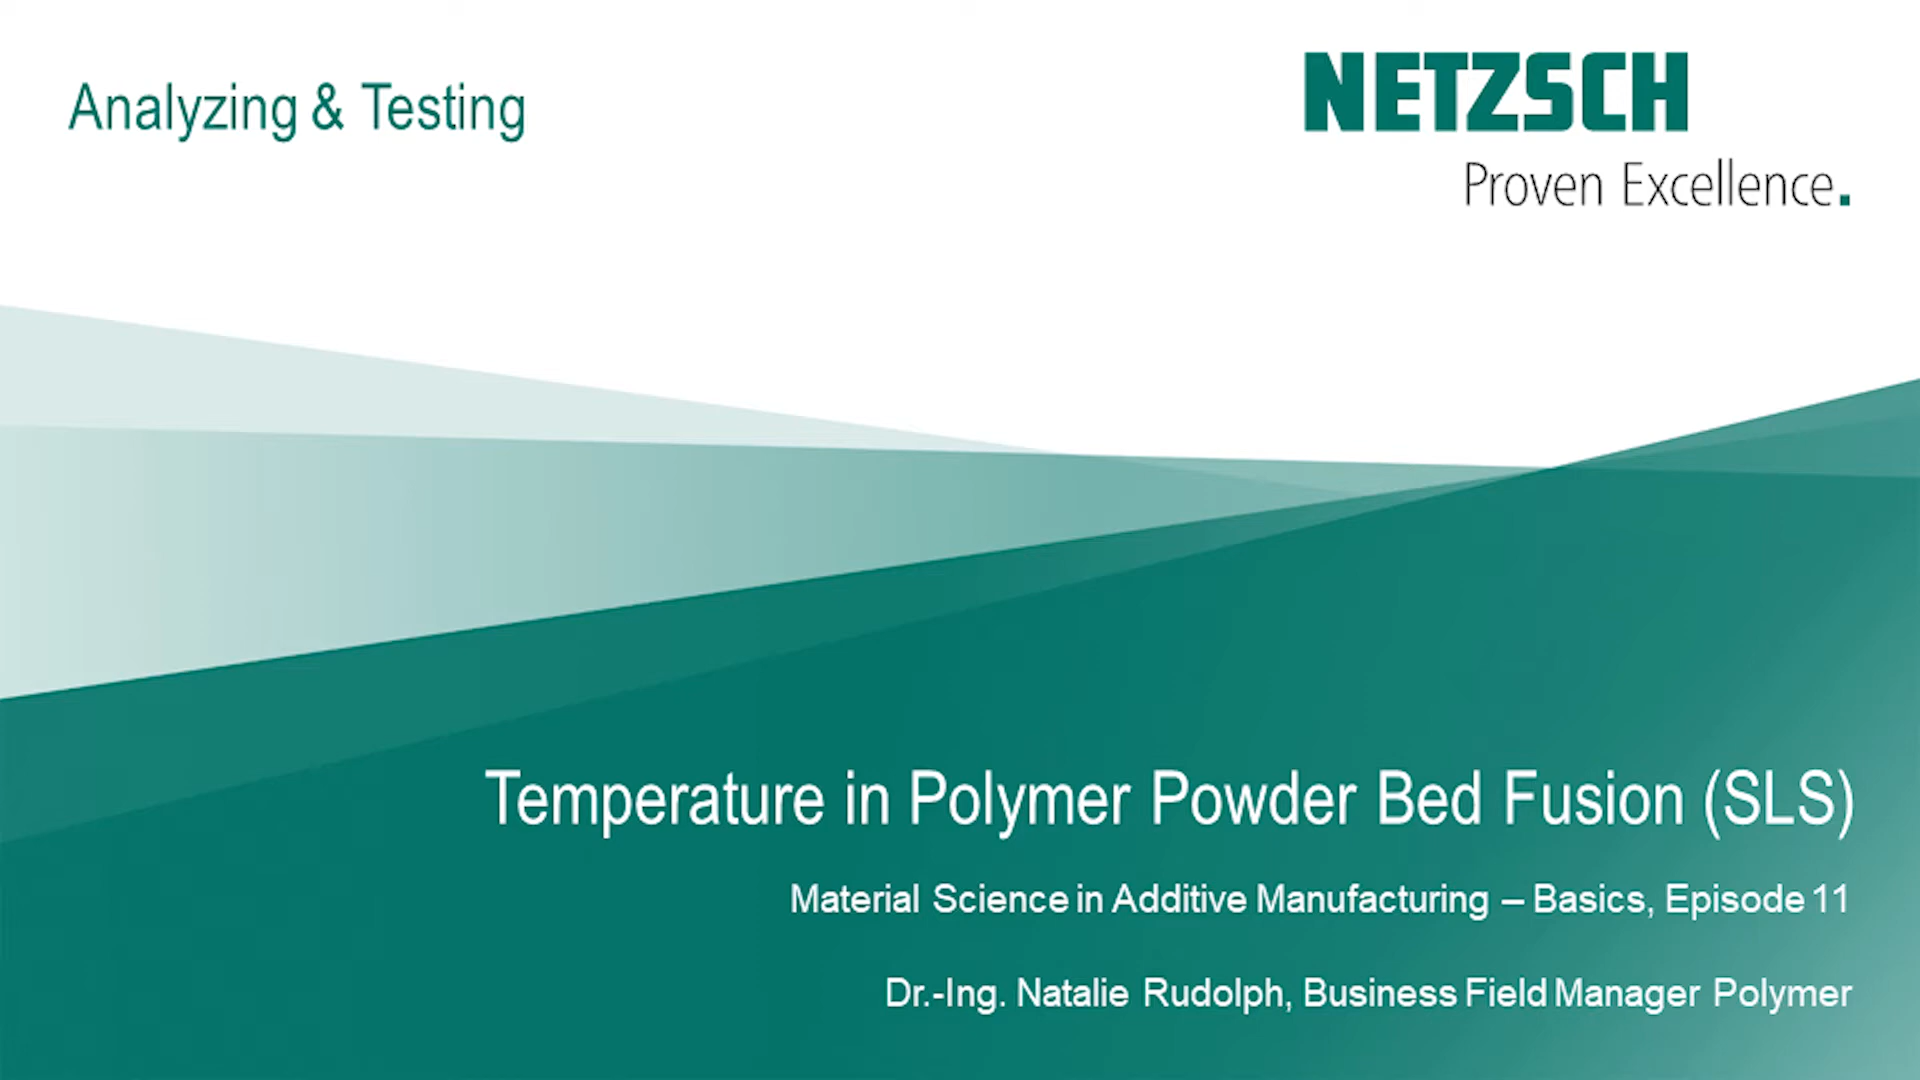 Analyzing & Testing
NETZSCH
Proven Excellence.
Temperature in Polymer Powder Bed Fusion (SLS)
Material Science in Additive Manufacturing – Basics, Episode 11
Dr.-Ing. Natalie Rudolph, Business Field Manager Polymer